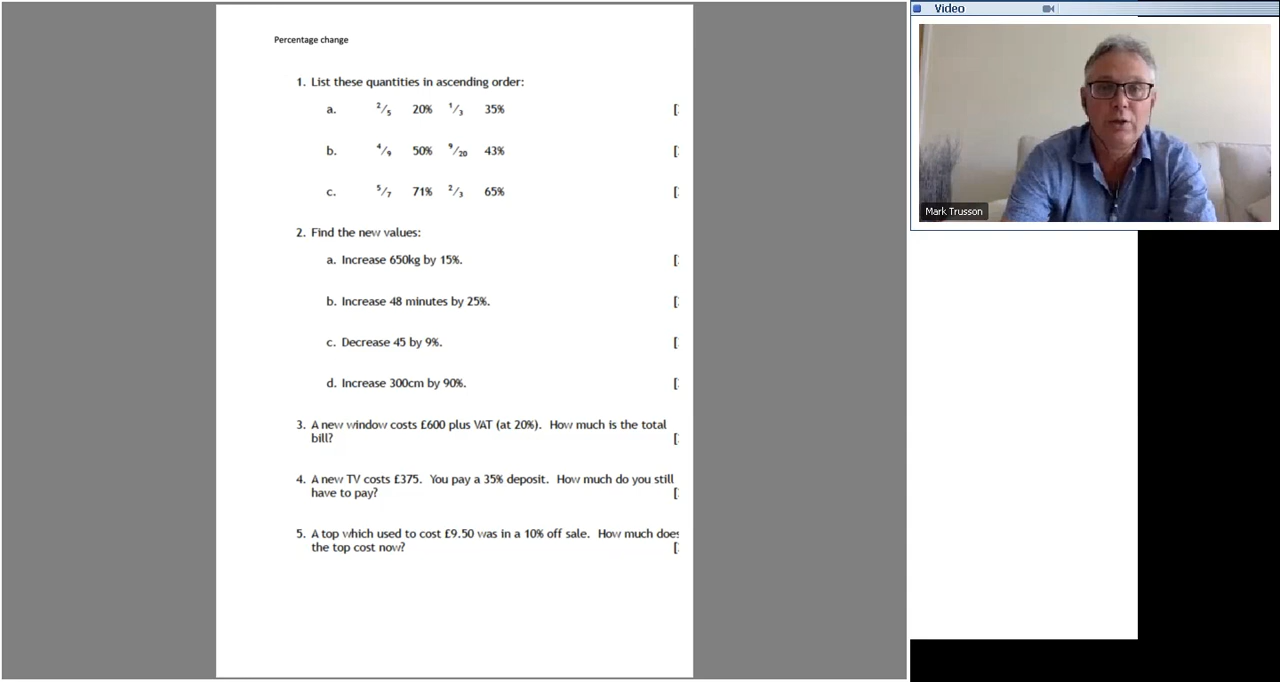 Percentage change
1. List these quantities in ascending order:
a. 2/5 20% 1/3 35% [
b. 4/9 50% 9/20 43% [
c. 5/7 71% 2/3 65% [
2. Find the new values:
a. Increase 650kg by 15%. [
b. Increase 48 minutes by 25%. [
c. Decrease 45 by 9%. [
d. Increase 300cm by 90%. [
3. A new window costs £600 plus VAT (at 20%). How much is the total
bill? [
4. A new TV costs £375. You pay a 35% deposit. How much do you still
have to pay? [
5. A top which used to cost £9.50 was in a 10% off sale. How much does
the top cost now? [
Video
Mark Trusson